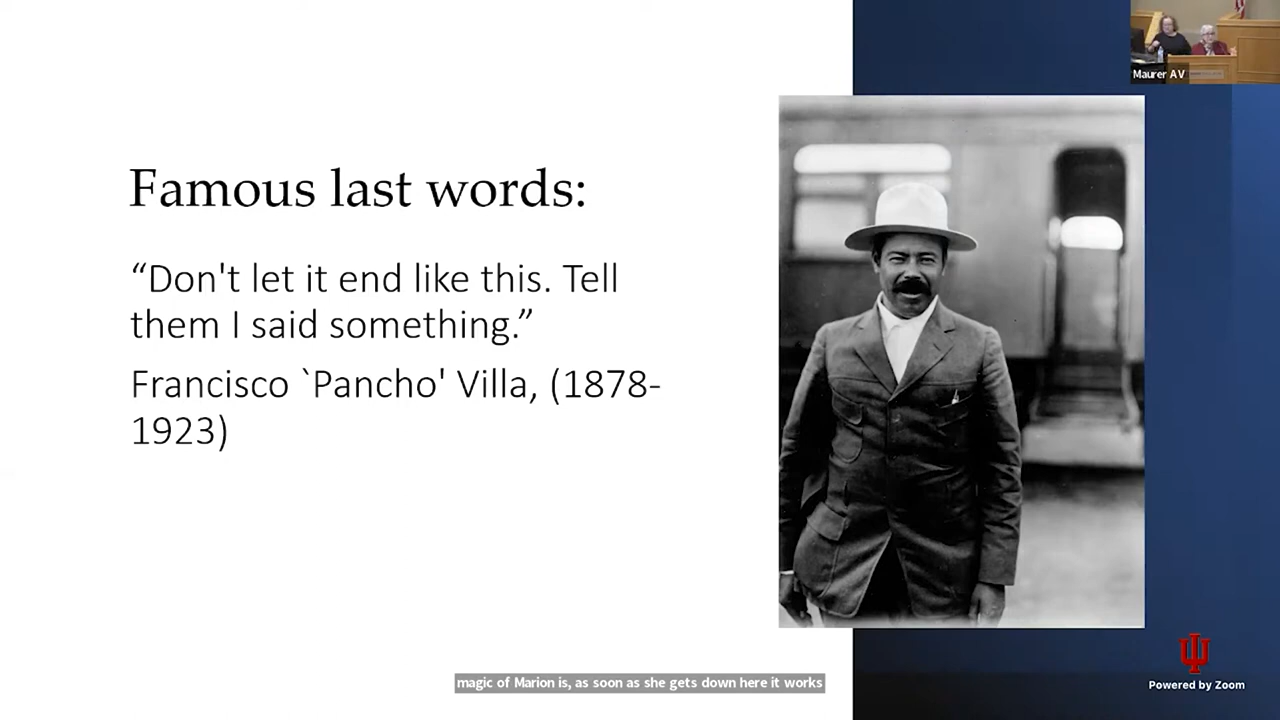 Maurer AV
Famous last words:
“Don't let it end like this. Tell
them I said something.”
Francisco `Pancho' Villa, (1878-
1923)
magic of Marion is, as soon as she gets down here it works
Powered by Zoom